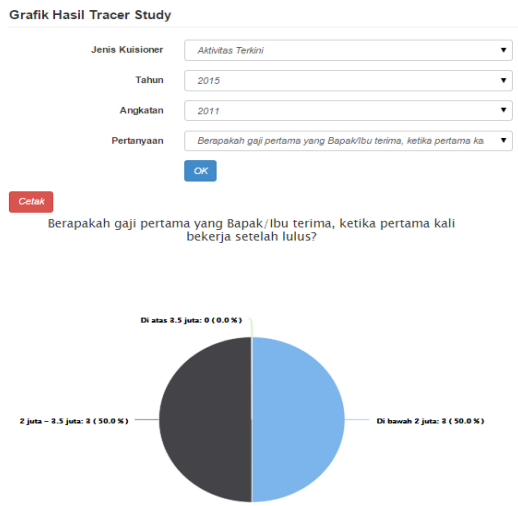 Grafik Hasil Tracer Study
Jenis Kuisioner
Aktivitas Terkini
Tahun
2015
Angkatan
2011
Pertanyaan
Berapakah gaji pertama yang Bapak/Ibu terima, ketika pertama ka
OK
Cetak
Berapakah gaji pertama yang Bapak/Ibu terima, ketika pertama kali
bekerja setelah lulus?
Di atas 3.5 juta: 0 ( 0.0 % )
2 juta – 3.5 juta: 3 ( 50.0 % )
Di bawah 2 juta: 3 ( 50.0 % )